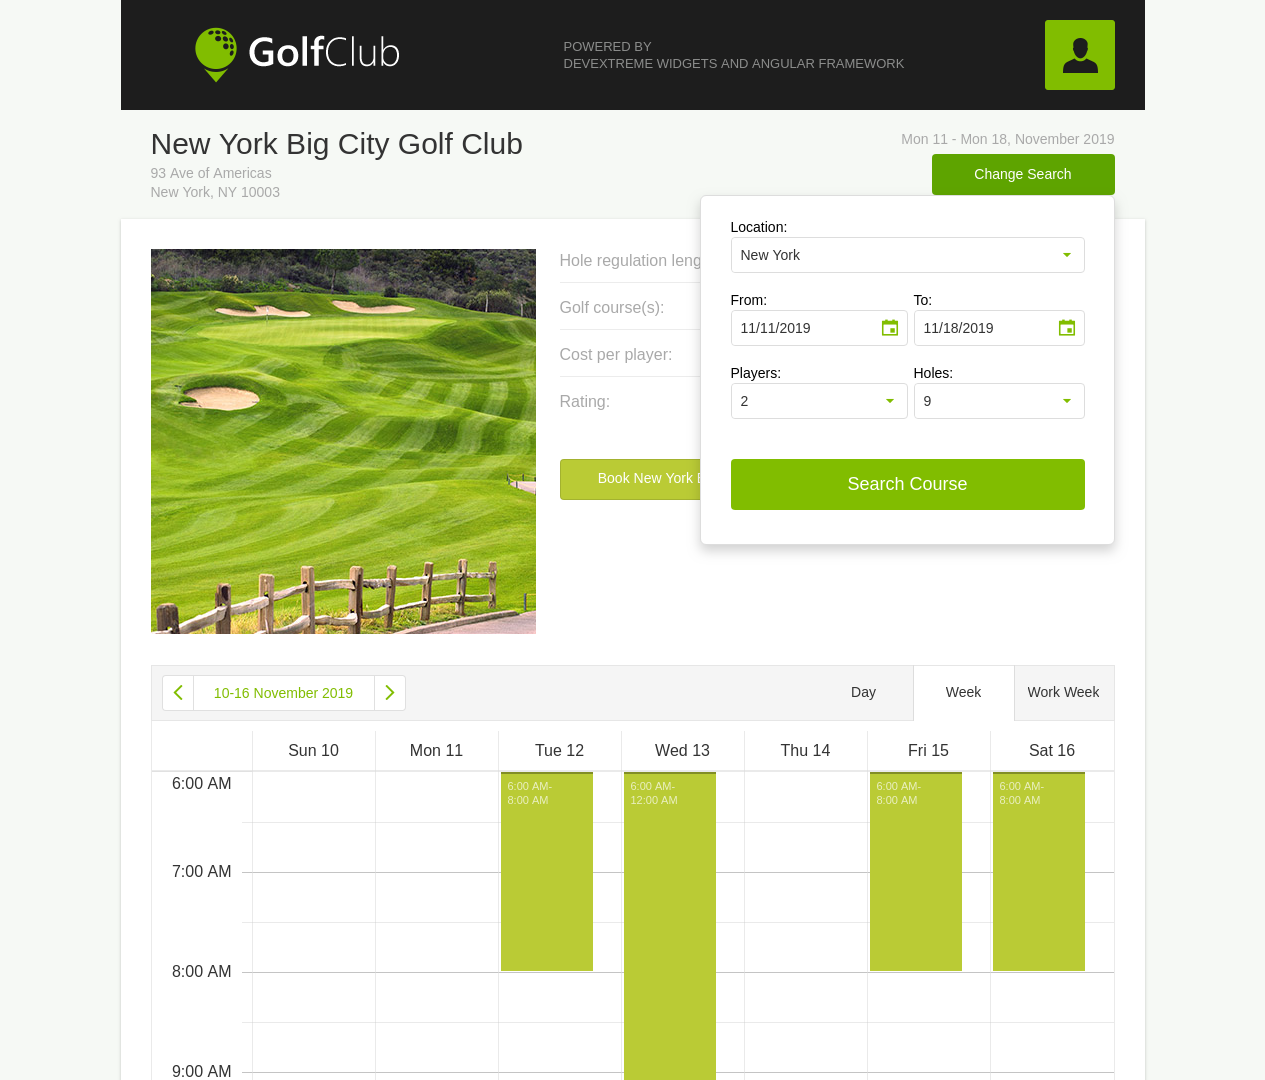 GolfClub
POWERED BY
DEVEXTREME WIDGETS AND ANGULAR FRAMEWORK
New York Big City Golf Club
93 Ave of Americas
New York, NY 10003
Mon 11 - Mon 18, November 2019
Change Search
Hole regulation leng
Golf course(s):
Cost per player:
Rating:
Book New York
Location:
New York
From:
To:
11/11/2019
11/18/2019
Players:
Holes:
2
9
Search Course
10-16 November 2019
Day
Week
Work Week
Sun 10
Mon 11
Tue 12
Wed 13
Thu 14
Fri 15
Sat 16
6:00 AM
7:00 AM
8:00 AM
9:00 AM
6:00 AM-
8:00 AM
6:00 AM-
12:00 AM
6:00 AM-
8:00 AM
6:00 AM-
8:00 AM